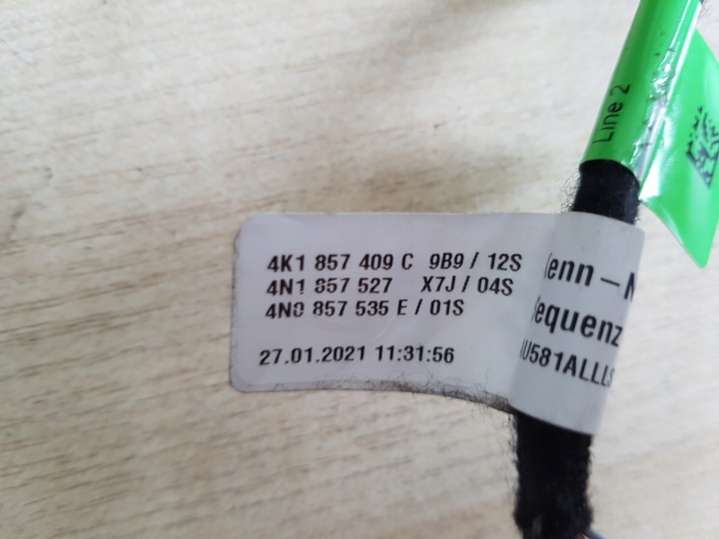 Line 2
4K1 857 409 C 9B9 / 12S
4N1 857 527 X7J / 04S
4N0 857 535 E / 01S
27.01.2021 11:31:56